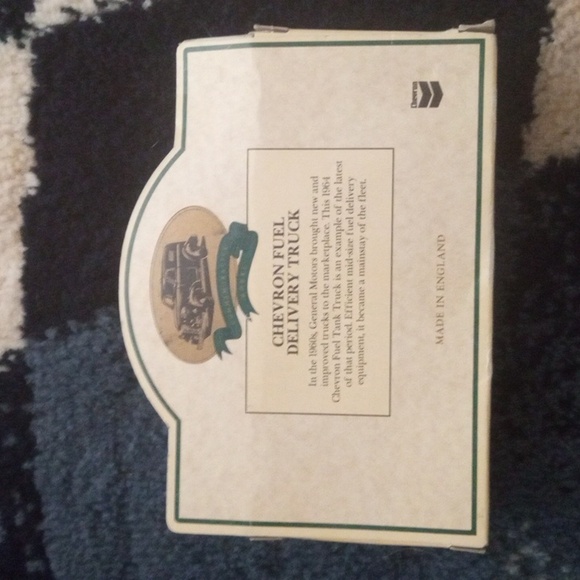 CHEVRON FUEL
DELIVERY TRUCK
In the 1960s, General Motors brought new and
improved trucks to the marketplace. This 1964
Chevron Fuel Tank Truck is an example of the latest
of that period. Efficient mid-size fuel delivery
equipment, it became a mainstay of the fleet.
MADE IN ENGLAND
Chevron